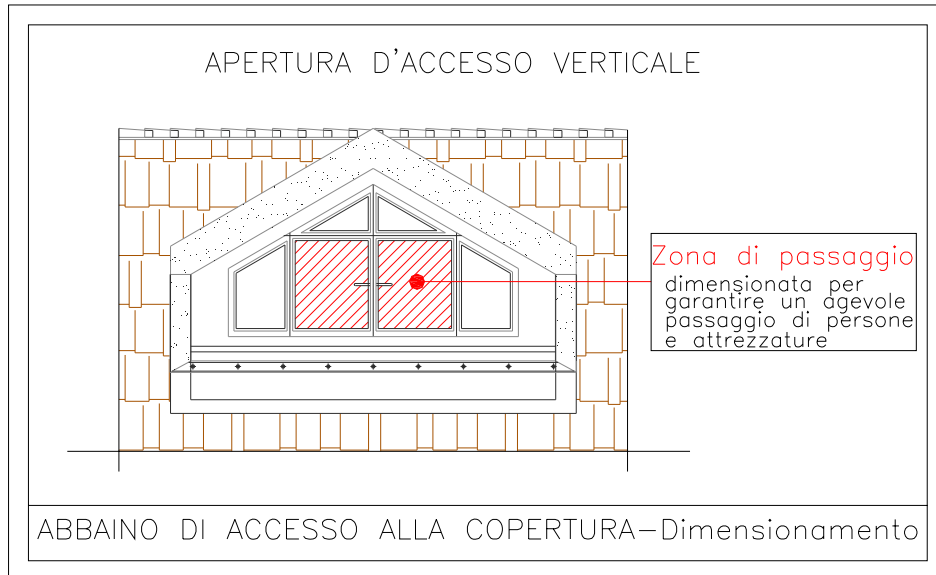 APERTURA D'ACCESSO VERTICALE
Zona di passaggio
dimensionata per
garantire un agevole
passaggio di persone
e attrezzature
ABBAINO DI ACCESSO ALLA COPERTURA-Dimensionamento